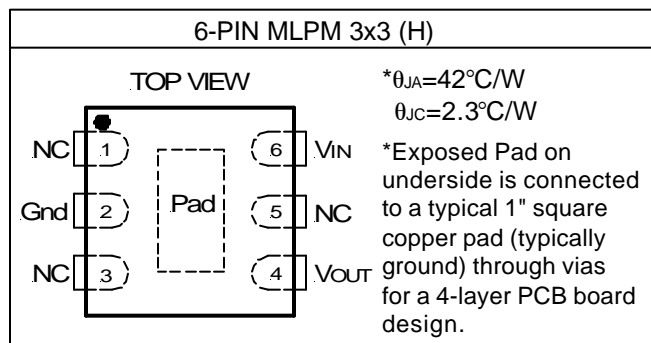 6-PIN MLPM 3x3 (H)
TOP VIEW
NC 1
Gnd 2
NC 3
Pad
6 VIN
5 NC
4 VOUT
*θJA=42°C/W
θJC=2.3°C/W
*Exposed Pad on
underside is connected
to a typical 1" square
copper pad (typically
ground) through vias
for a 4-layer PCB board
design.